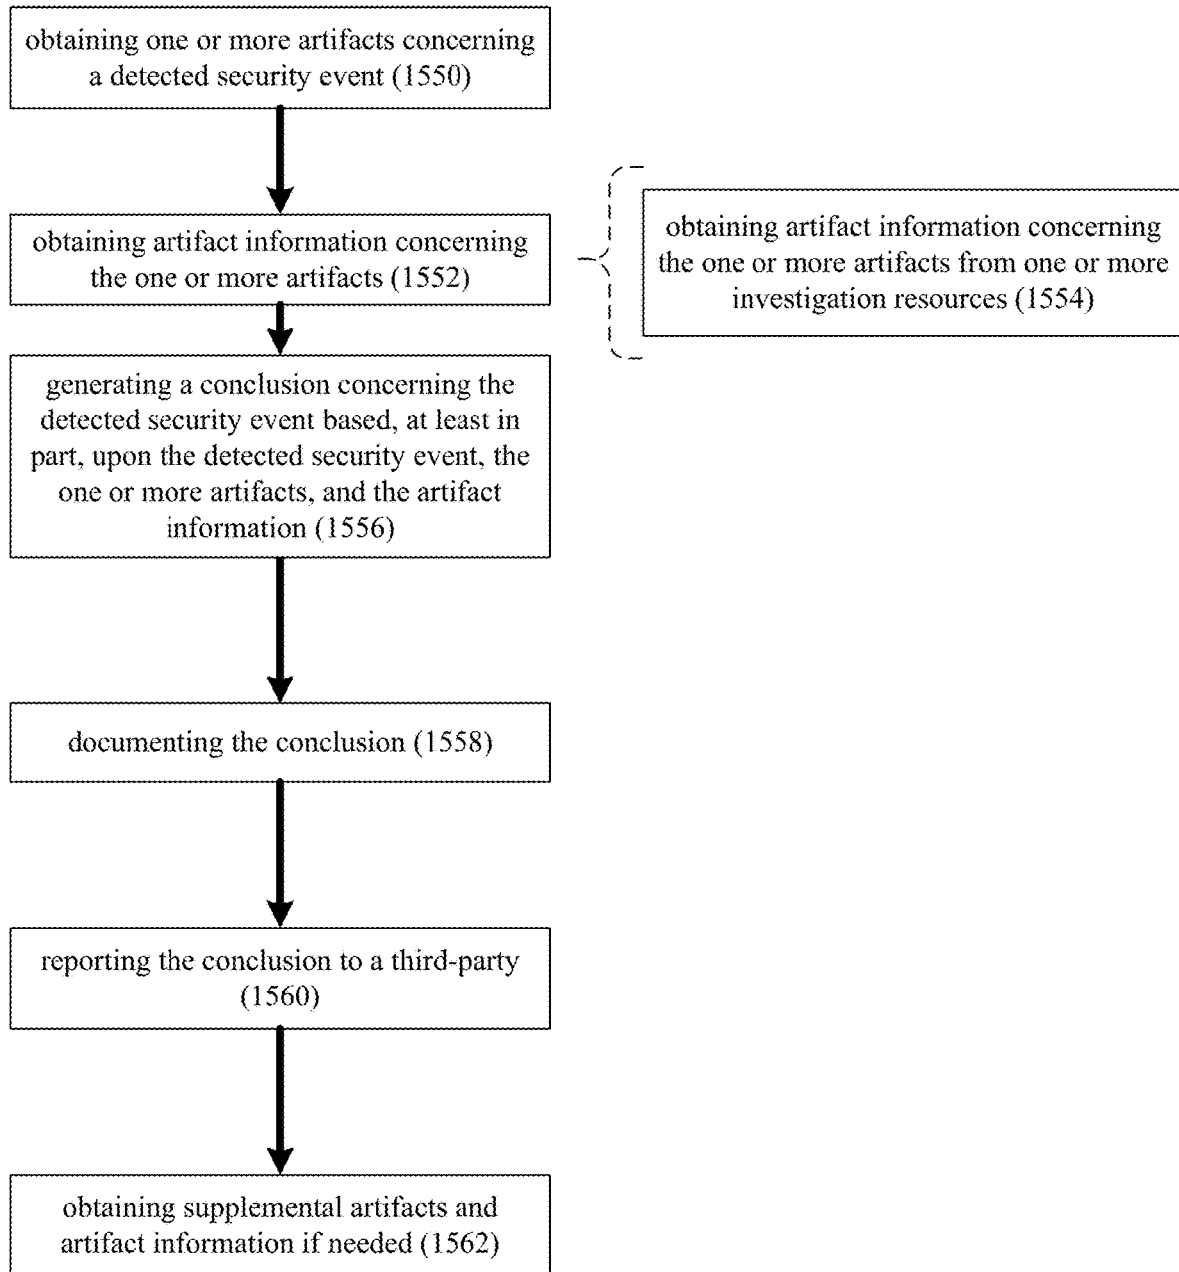 obtaining one or more artifacts concerning
a detected security event (1550)
obtaining artifact information concerning
the one or more artifacts (1552)
obtaining artifact information concerning
the one or more artifacts from one or more
investigation resources (1554)
generating a conclusion concerning the
detected security event based, at least in
part, upon the detected security event, the
one or more artifacts, and the artifact
information (1556)
documenting the conclusion (1558)
reporting the conclusion to a third-party
(1560)
obtaining supplemental artifacts and
artifact information if needed (1562)